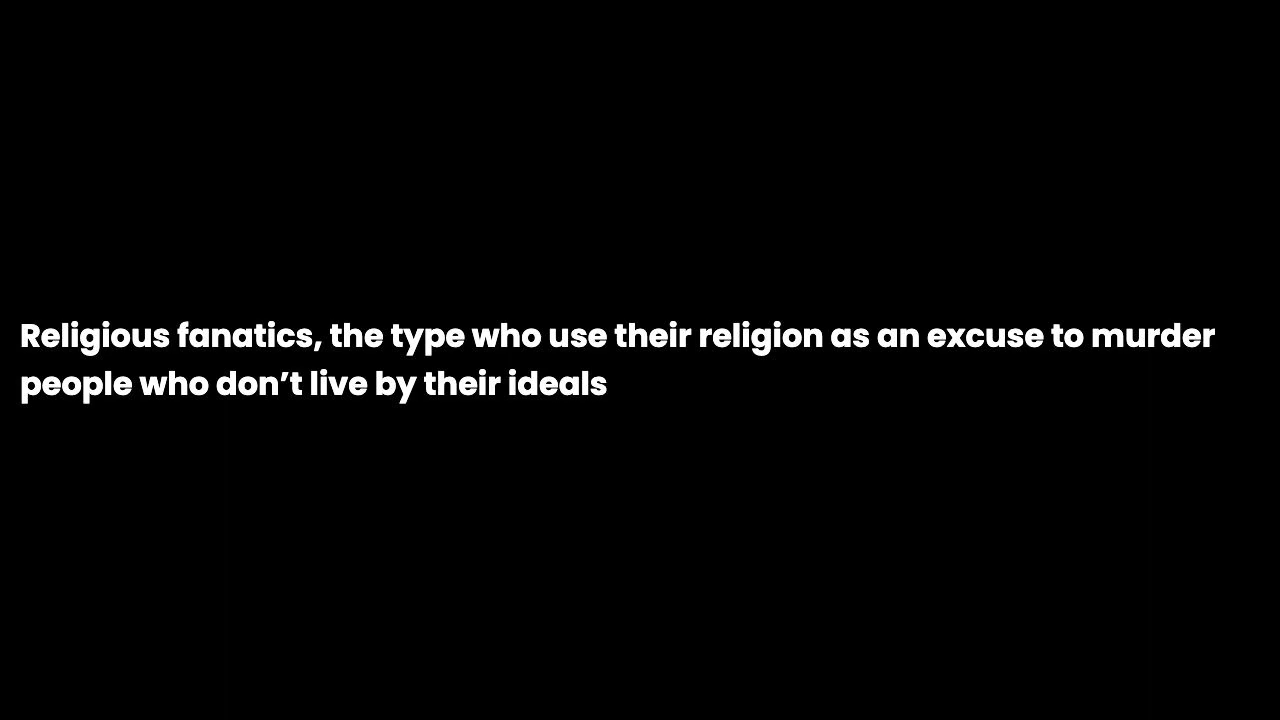 Religious fanatics, the type who use their religion as an excuse to murder
people who don’t live by their ideals